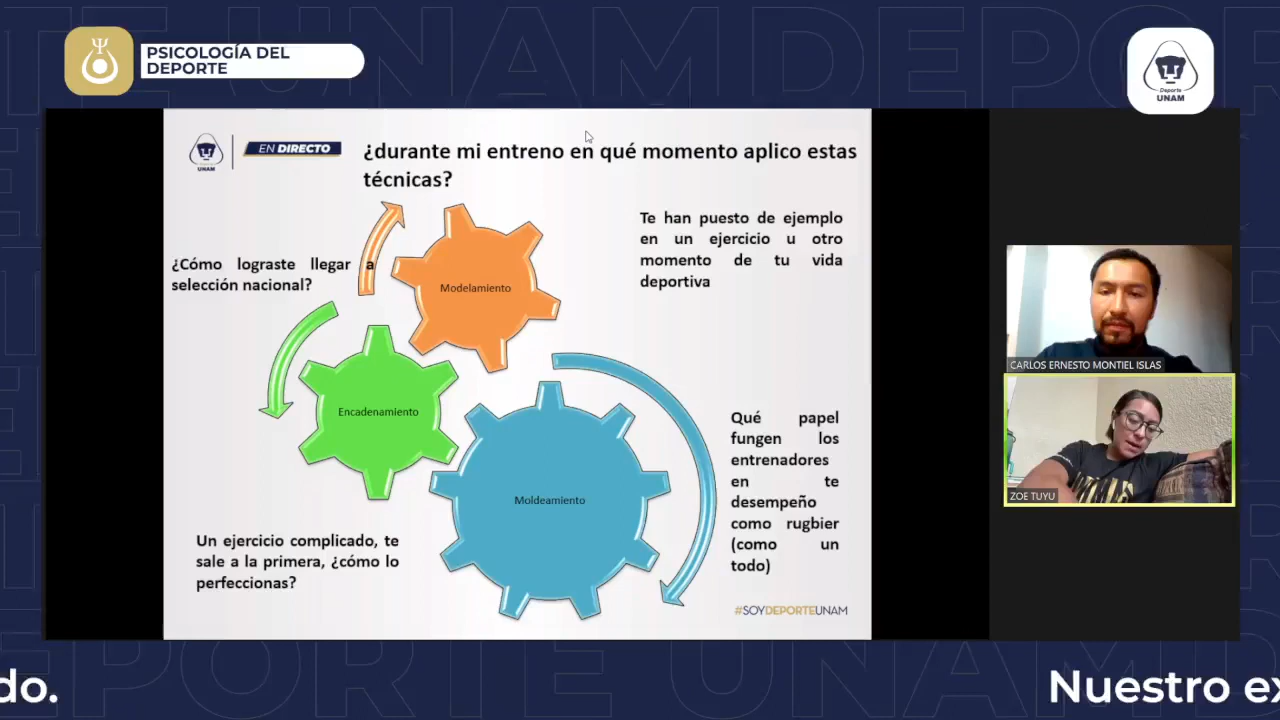 PSICOLOGÍA DEL
DEPORTE
Deporte
UNAM
UNAM
EN DIRECTO
¿durante mi entreno en qué momento aplico estas
técnicas?
¿Cómo lograste llegar a
selección nacional?
Modelamiento
Te han puesto de ejemplo
en un ejercicio u otro
momento de tu vida
deportiva
Encadenamiento
Moldeamiento
Qué papel
fungen los
entrenadores
en te
desempeño
como rugbier
(como un
todo)
Un ejercicio complicado, te
sale a la primera, ¿cómo lo
perfeccionas?
#SOYDEPORTEUNAM
CARLOS ERNESTO MONTIEL ISLAS
ZOE TUYU
do.
Nuestro ex